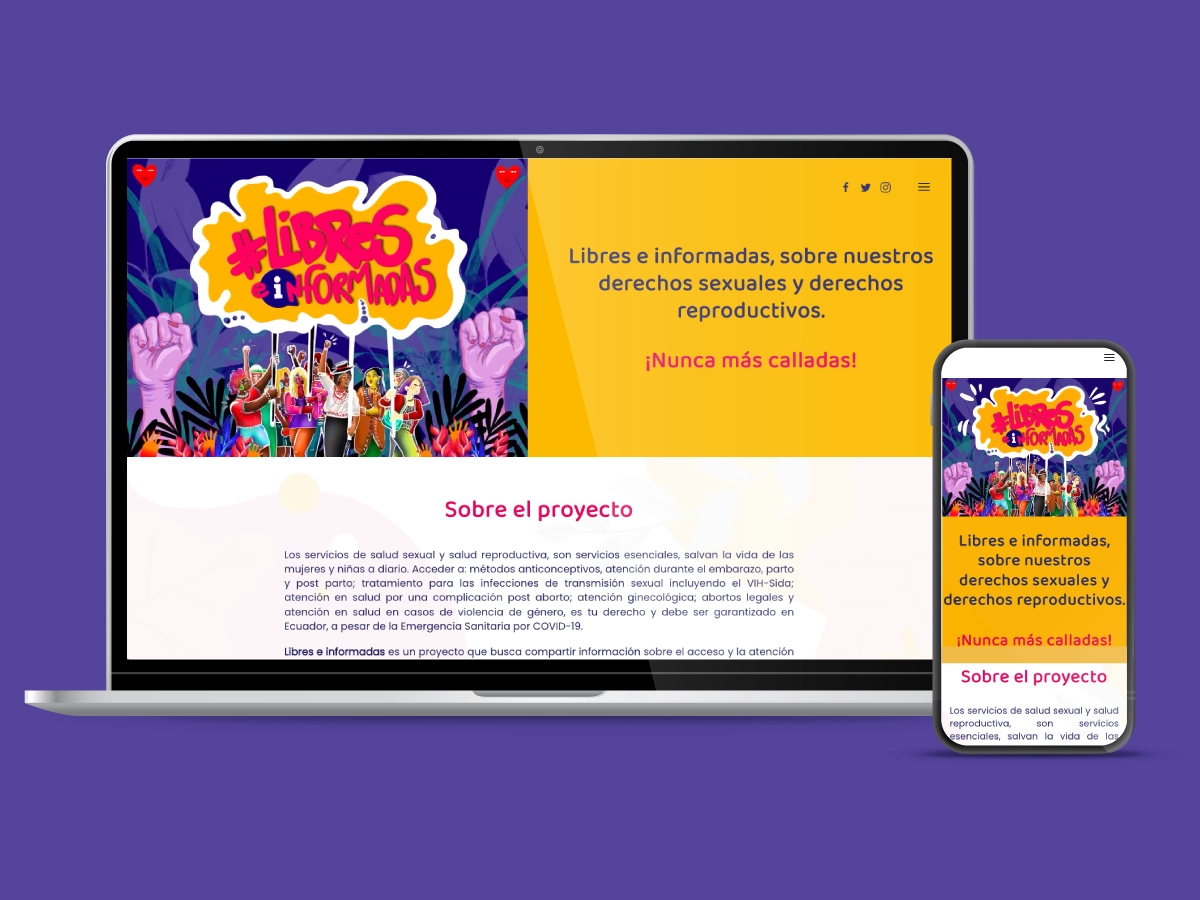 #LiBReS
e iNFORMADAS
Libres e informadas, sobre nuestros
derechos sexuales y derechos
reproductivos.
¡Nunca más calladas!
Sobre el proyecto
Los servicios de salud sexual y salud reproductiva, son servicios esenciales, salvan la vida de las
mujeres y niñas a diario. Acceder a: métodos anticonceptivos, atención durante el embarazo, parto
y post parto; tratamiento para las infecciones de transmisión sexual incluyendo el VIH-Sida;
atención en salud por una complicación post aborto; atención ginecológica; abortos legales y
atención en salud en casos de violencia de género, es tu derecho y debe ser garantizado en
Ecuador, a pesar de la Emergencia Sanitaria por COVID-19.
Libres e informadas es un proyecto que busca compartir información sobre el acceso y la atención
#LiBReS
e iNFORMADAS
Libres e informadas,
sobre nuestros
derechos sexuales y
derechos reproductivos.
¡Nunca más calladas!
Sobre el proyecto
Los servicios de salud sexual y salud
reproductiva, son servicios
esenciales, salvan la vida de las